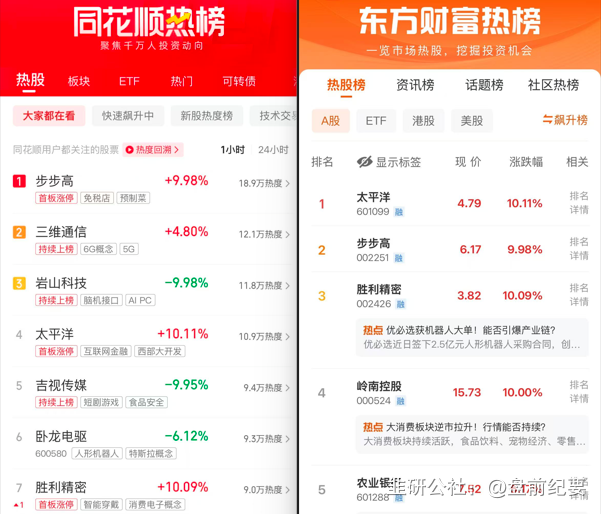 同花顺热榜
聚焦千万人投资动向
热股 板块 ETF 热门 可转债
大家都在看 快速飙升中 新股热度榜 技术交易
同花顺用户都关注的股票 热度回溯 > 1小时 24小时
1 步步高 +9.98% 18.9万热度 >
首板涨停 免税店 预制菜
2 三维通信 +4.80% 12.1万热度 >
持续上榜 6G概念 5G
3 岩山科技 -9.98% 11.8万热度 >
持续上榜 脑机接口 AI PC
4 太平洋 +10.11% 10.9万热度 >
首板涨停 互联网金融 西部大开发
5 吉视传媒 -9.95% 9.4万热度 >
持续上榜 短剧游戏 食品安全
6 卧龙电驱 -6.12% 9.3万热度 >
600580 人形机器人 特斯拉概念
7 胜利精密 +10.09% 9.0万热度 >
▲1 首板涨停 智能穿戴 消费电子概念
东方财富热榜
一览市场热股，挖掘投资机会
热股榜 资讯榜 话题榜 社区热榜
A股 ETF 港股 美股 飙升榜
排名 显示标签 现价 涨跌幅 相关
1 太平洋 4.79 10.11% 排名
601099 融 详情
2 步步高 6.17 9.98% 排名
002251 融 详情
3 胜利精密 3.82 10.09% 排名
002426 融 详情
热点 优必选获机器人大单！能否引爆产业链？
优必选近日签下2.5亿元人形机器人采购合同，创...
4 岭南控股 15.73 10.00% 排名
000524 融 详情
热点 大消费板块逆市拉升！行情能否持续？
大消费板块持续活跃，食品饮料、宠物经济、零售...
5 农业银行 排名
601288 融 详情
韭研公社 @盘前纪要